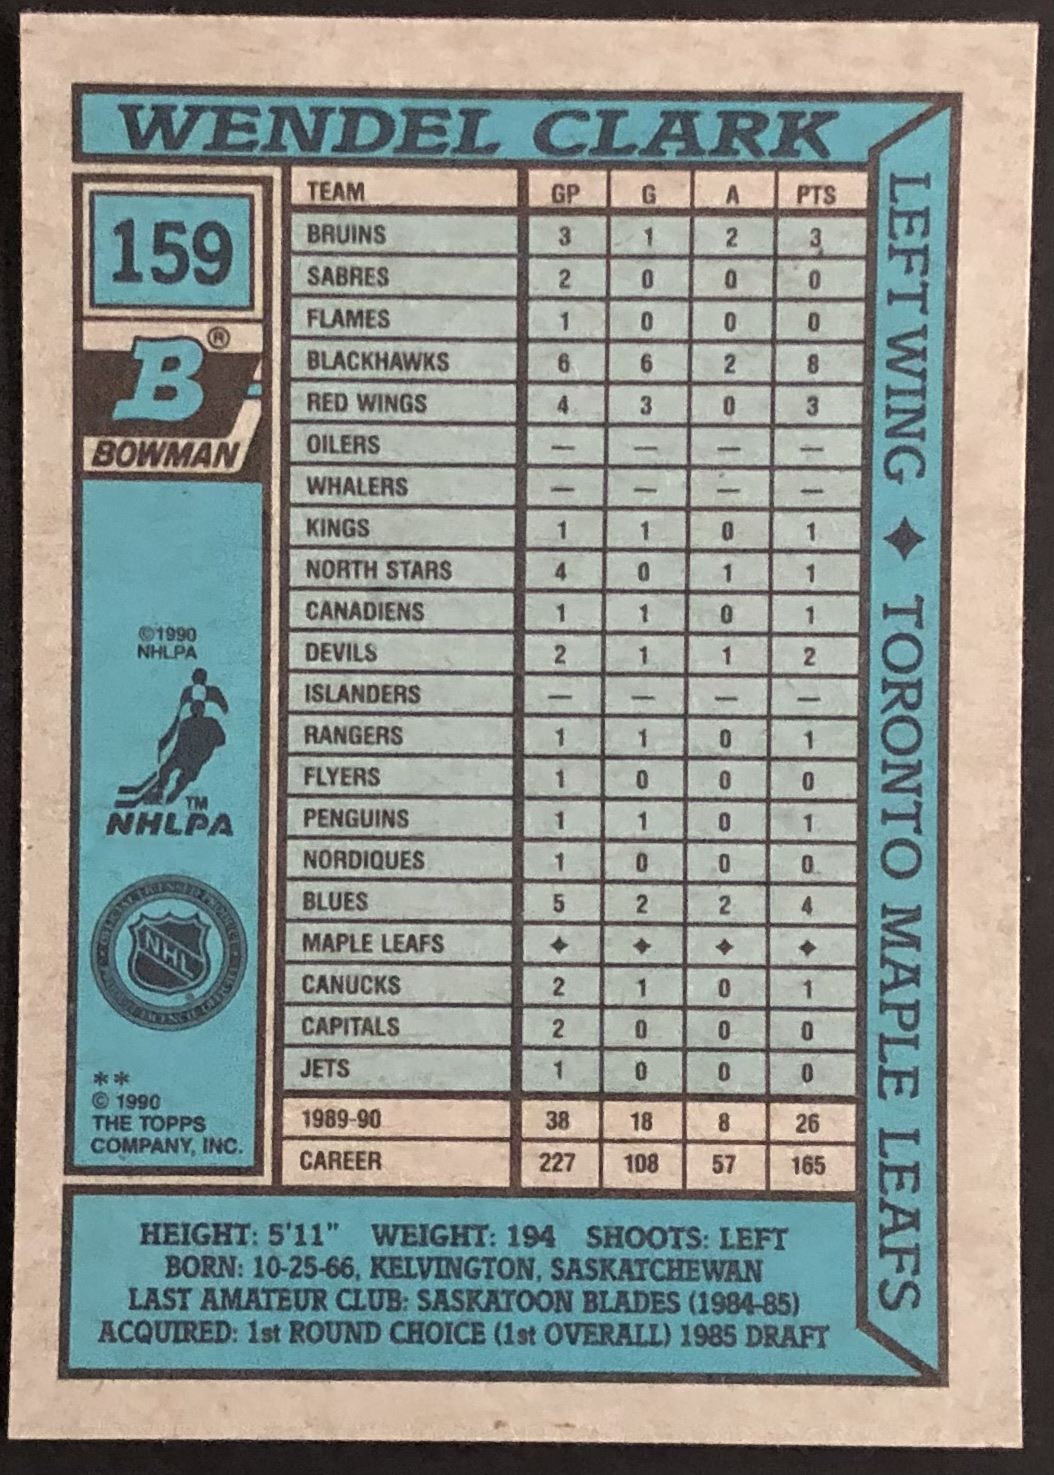 WENDEL CLARK
159
B®
BOWMAN
©1990
NHLPA
TM
NHLPA
NHL
®
**
© 1990
THE TOPPS
COMPANY, INC.
TEAM GP G A PTS
BRUINS 3 1 2 3
SABRES 2 0 0 0
FLAMES 1 0 0 0
BLACKHAWKS 6 6 2 8
RED WINGS 4 3 0 3
OILERS — — — —
WHALERS — — — —
KINGS 1 1 0 1
NORTH STARS 4 0 1 1
CANADIENS 1 1 0 1
DEVILS 2 1 1 2
ISLANDERS — — — —
RANGERS 1 1 0 1
FLYERS 1 0 0 0
PENGUINS 1 1 0 1
NORDIQUES 1 0 0 0
BLUES 5 2 2 4
MAPLE LEAFS ✦ ✦ ✦ ✦
CANUCKS 2 1 0 1
CAPITALS 2 0 0 0
JETS 1 0 0 0
1989-90 38 18 8 26
CAREER 227 108 57 165
LEFT WING ✦ TORONTO MAPLE LEAFS
HEIGHT: 5'11" WEIGHT: 194 SHOOTS: LEFT
BORN: 10-25-66, KELVINGTON, SASKATCHEWAN
LAST AMATEUR CLUB: SASKATOON BLADES (1984-85)
ACQUIRED: 1st ROUND CHOICE (1st OVERALL) 1985 DRAFT